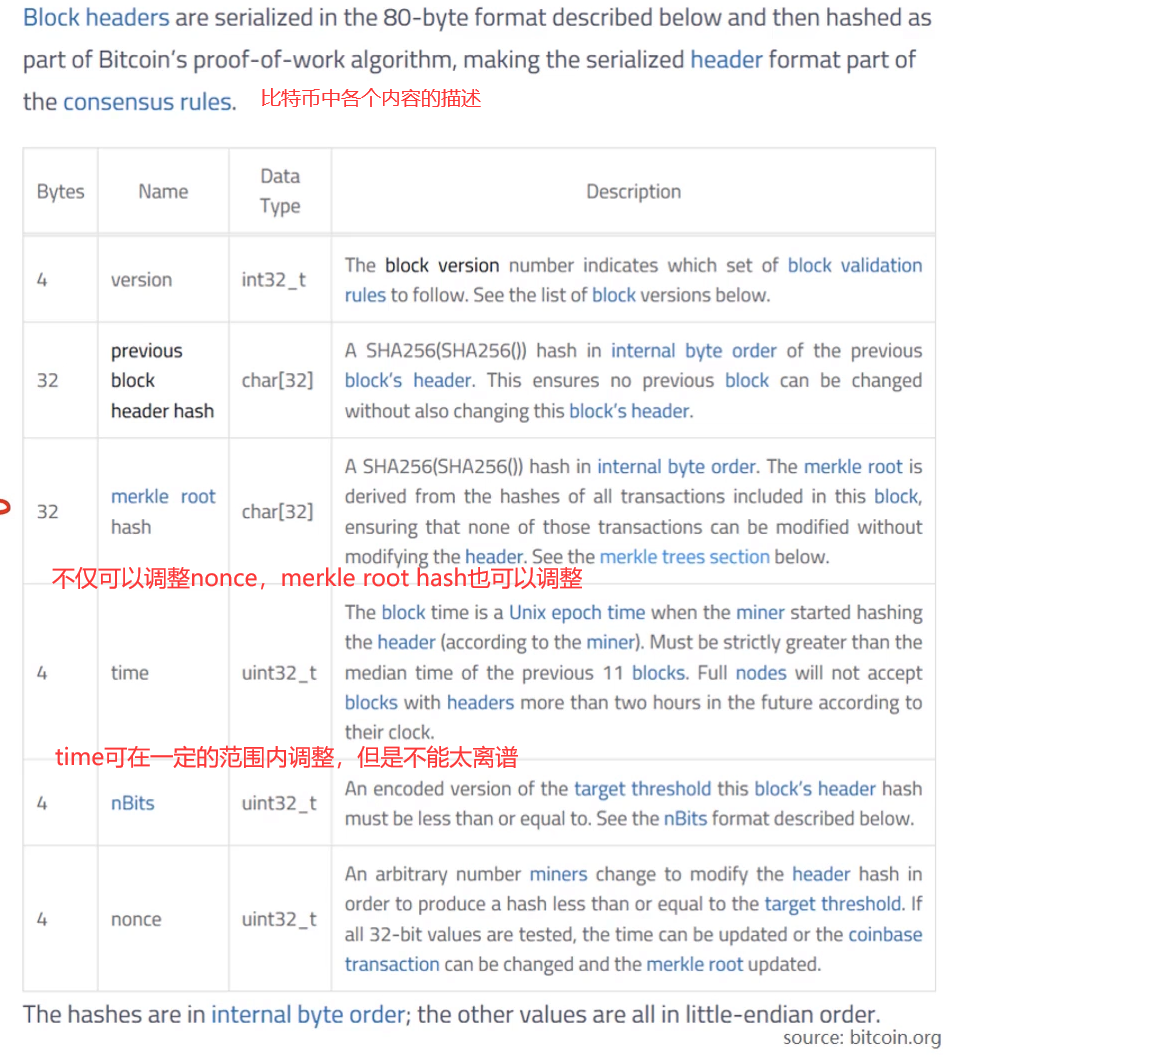 Block headers are serialized in the 80-byte format described below and then hashed as
part of Bitcoin’s proof-of-work algorithm, making the serialized header format part of
the consensus rules. 比特币中各个内容的描述
Bytes Name Data Type Description
4 version int32_t The block version number indicates which set of block validation
rules to follow. See the list of block versions below.
32 previous block header hash char[32] A SHA256(SHA256()) hash in internal byte order of the previous
block’s header. This ensures no previous block can be changed
without also changing this block’s header.
32 merkle root hash char[32] A SHA256(SHA256()) hash in internal byte order. The merkle root is
derived from the hashes of all transactions included in this block,
ensuring that none of those transactions can be modified without
modifying the header. See the merkle trees section below.
不仅可以调整nonce，merkle root hash也可以调整
4 time uint32_t The block time is a Unix epoch time when the miner started hashing
the header (according to the miner). Must be strictly greater than the
median time of the previous 11 blocks. Full nodes will not accept
blocks with headers more than two hours in the future according to
their clock.
time可在一定的范围内调整，但是不能太离谱
4 nBits uint32_t An encoded version of the target threshold this block’s header hash
must be less than or equal to. See the nBits format described below.
4 nonce uint32_t An arbitrary number miners change to modify the header hash in
order to produce a hash less than or equal to the target threshold. If
all 32-bit values are tested, the time can be updated or the coinbase
transaction can be changed and the merkle root updated.
The hashes are in internal byte order; the other values are all in little-endian order.
source: bitcoin.org